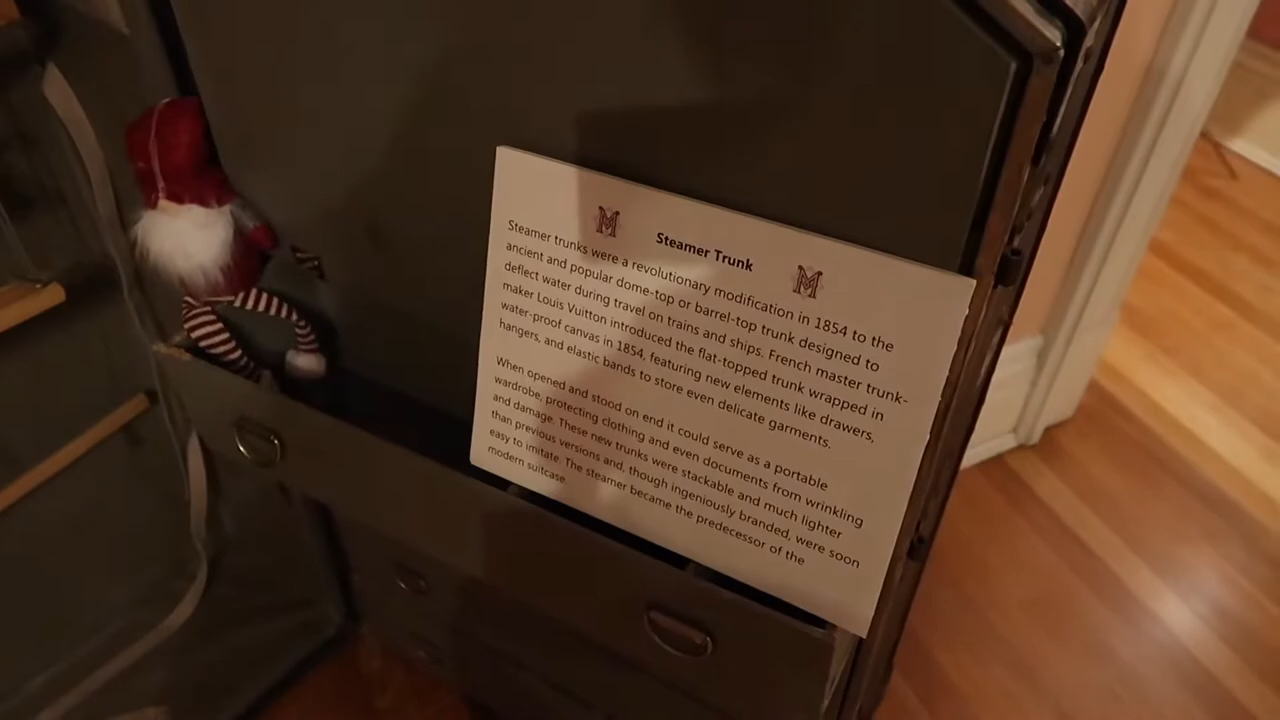 M Steamer Trunk M
Steamer trunks were a revolutionary modification in 1854 to the
ancient and popular dome-top or barrel-top trunk designed to
deflect water during travel on trains and ships. French master trunk-
maker Louis Vuitton introduced the flat-topped trunk wrapped in
water-proof canvas in 1854, featuring new elements like drawers,
hangers, and elastic bands to store even delicate garments.
When opened and stood on end it could serve as a portable
wardrobe, protecting clothing and even documents from wrinkling
and damage. These new trunks were stackable and much lighter
than previous versions and, though ingeniously branded, were soon
easy to imitate. The steamer became the predecessor of the
modern suitcase.